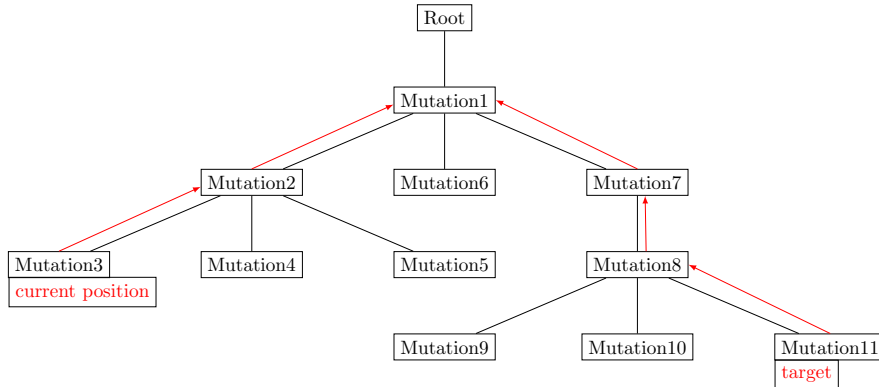 Root
Mutation1
Mutation2
Mutation6
Mutation7
Mutation3
Mutation4
Mutation5
Mutation8
current position
Mutation9
Mutation10
Mutation11
target